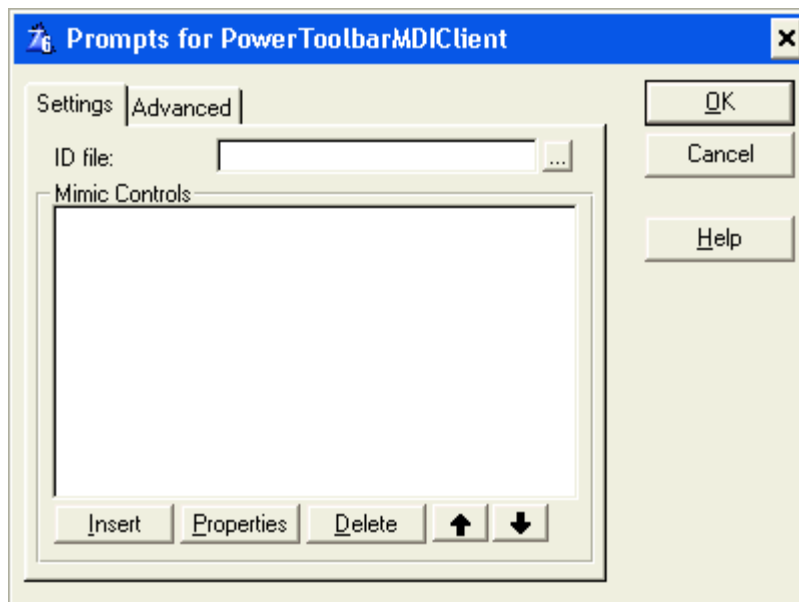 Prompts for PowerToolbarMDIClient
Settings Advanced
ID file: ...
Mimic Controls
Insert Properties Delete
OK
Cancel
Help